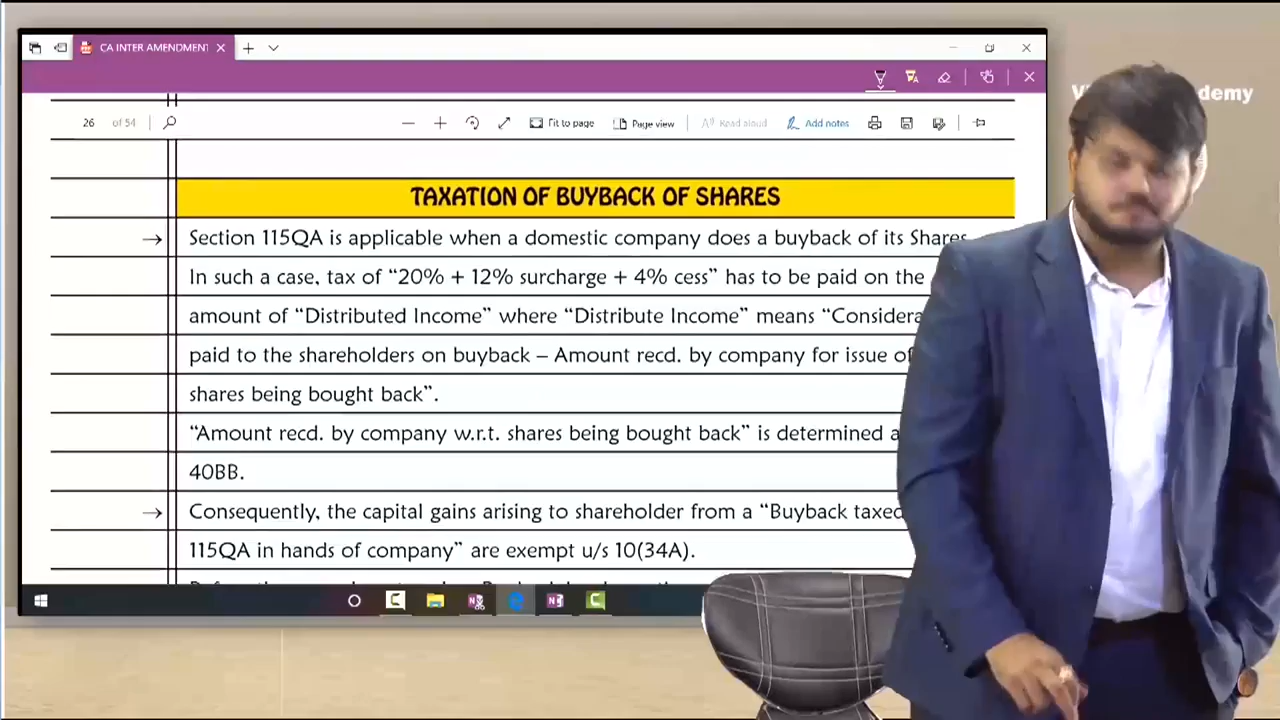 CA INTER AMENDMENT
26 of 54
Fit to page
Page view
Read aloud
Add notes
demy
TAXATION OF BUYBACK OF SHARES
→ Section 115QA is applicable when a domestic company does a buyback of its Shares
In such a case, tax of “20% + 12% surcharge + 4% cess” has to be paid on the
amount of “Distributed Income” where “Distribute Income” means “Considera
paid to the shareholders on buyback – Amount recd. by company for issue of
shares being bought back”.
“Amount recd. by company w.r.t. shares being bought back” is determined a
40BB.
→ Consequently, the capital gains arising to shareholder from a “Buyback taxed
115QA in hands of company” are exempt u/s 10(34A).